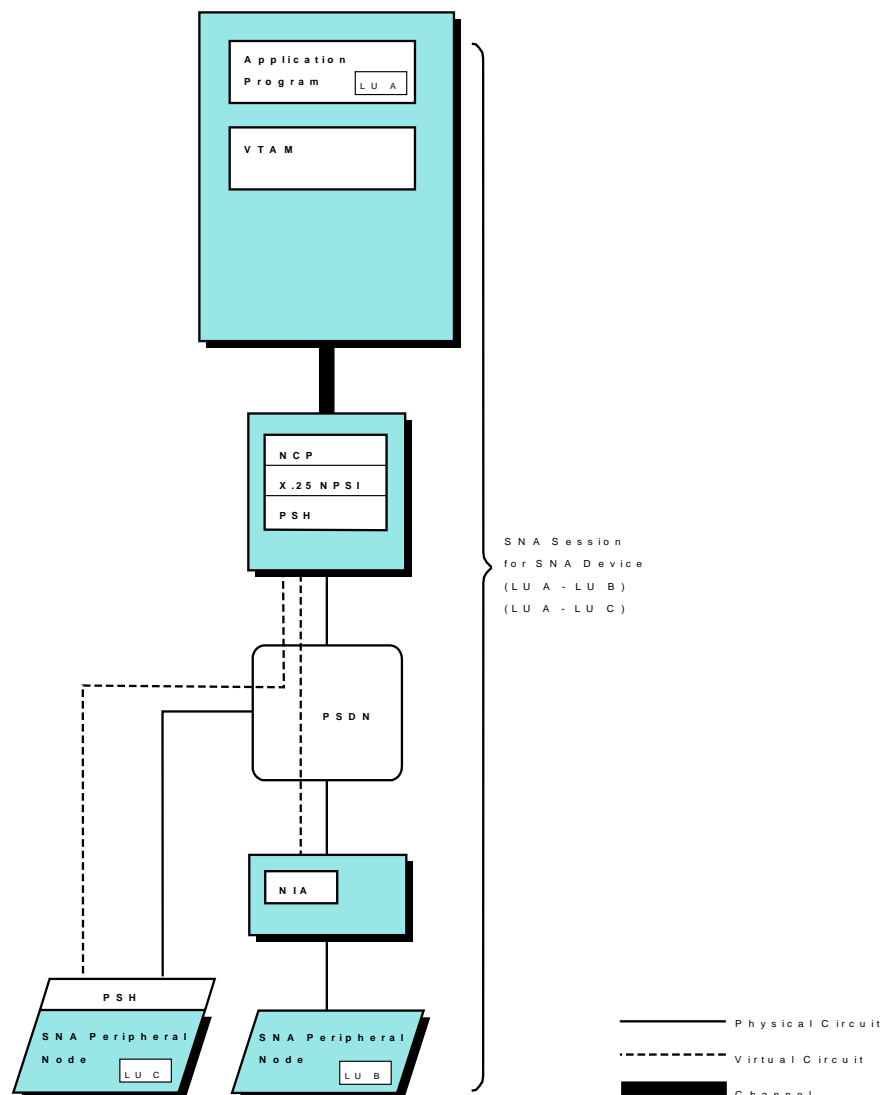 Application
Program
LU A
VTAM
NCP
X.25 NPSI
PSH
SNA Session
for SNA Device
(LU A - LU B)
(LU A - LU C)
PSDN
NIA
PSH
SNA Peripheral
Node
LU C
SNA Peripheral
Node
LU B
Physical Circuit
Virtual Circuit
Channel